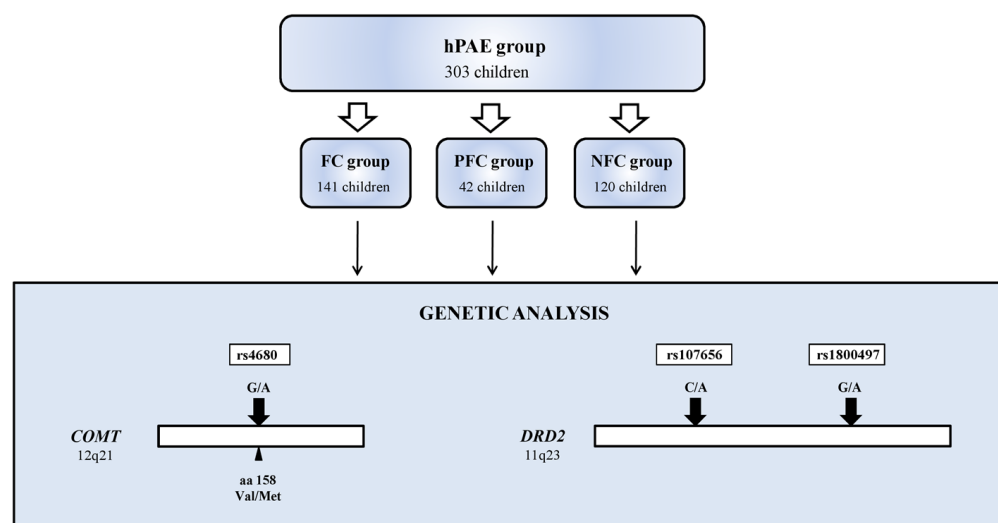 hPAE group
303 children
FC group
141 children
PFC group
42 children
NFC group
120 children
GENETIC ANALYSIS
rs4680
G/A
COMT
12q21
aa 158
Val/Met
rs107656
C/A
rs1800497
G/A
DRD2
11q23